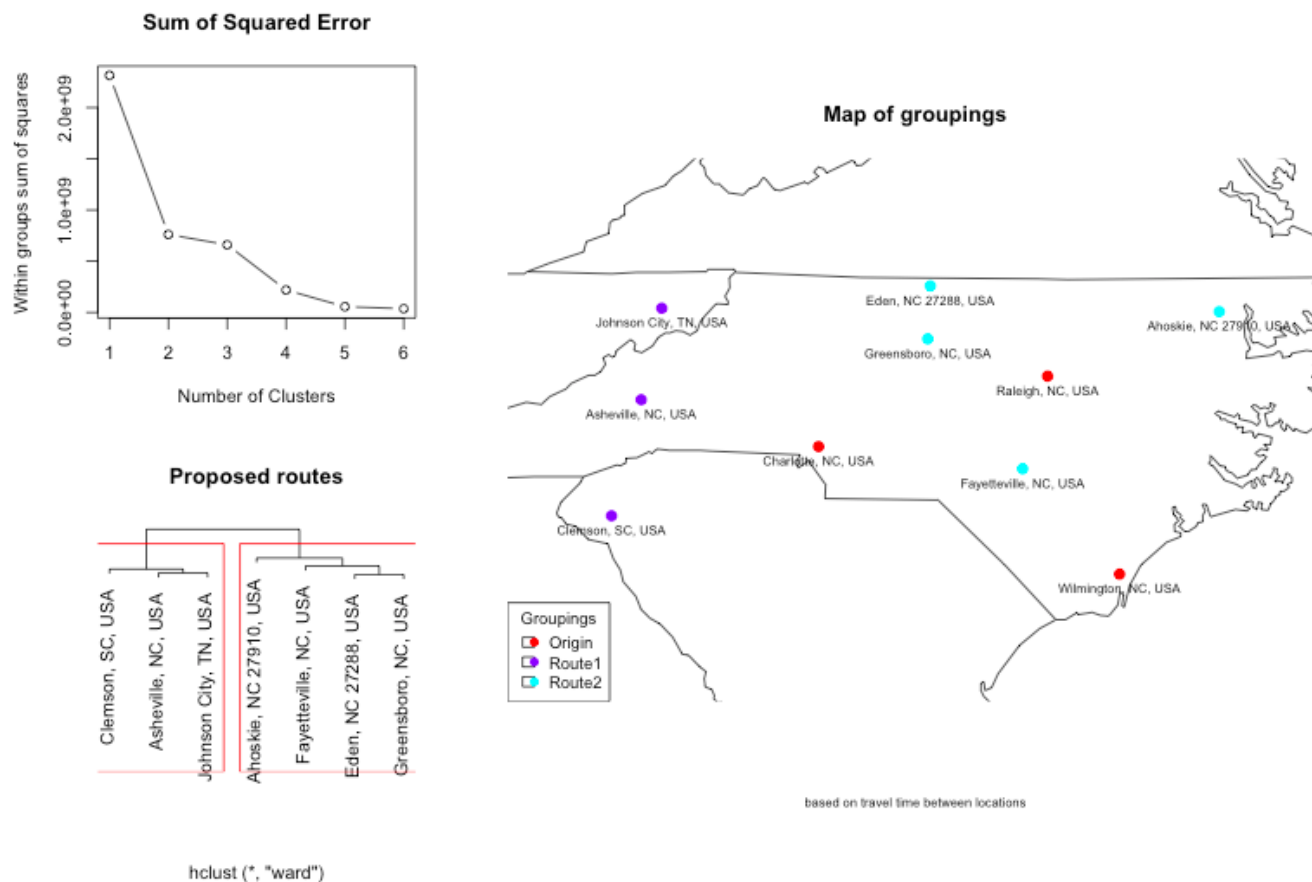 Sum of Squared Error
Within groups sum of squares
0.0e+00
1.0e+09
2.0e+09
1
2
3
4
5
6
Number of Clusters
Proposed routes
Clemson, SC, USA
Asheville, NC, USA
Johnson City, TN, USA
Ahoskie, NC 27910, USA
Fayetteville, NC, USA
Eden, NC 27288, USA
Greensboro, NC, USA
hclust (*, "ward")
Map of groupings
Eden, NC 27288, USA
Johnson City, TN, USA
Ahoskie, NC 27910, USA
Greensboro, NC, USA
Raleigh, NC, USA
Asheville, NC, USA
Charlotte, NC, USA
Fayetteville, NC, USA
Clemson, SC, USA
Wilmington, NC, USA
Groupings
Origin
Route1
Route2
based on travel time between locations